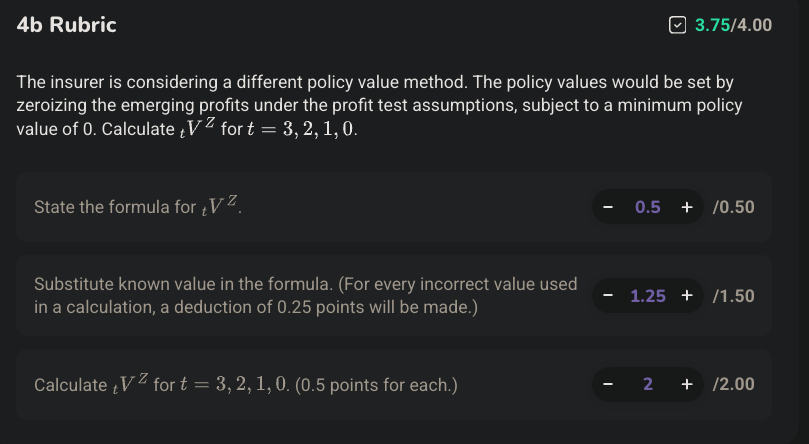 4b Rubric
3.75/4.00
The insurer is considering a different policy value method. The policy values would be set by
zeroizing the emerging profits under the profit test assumptions, subject to a minimum policy
value of 0. Calculate ₜV^Z for t = 3, 2, 1, 0.
State the formula for ₜV^Z.
− 0.5 + /0.50
Substitute known value in the formula. (For every incorrect value used
in a calculation, a deduction of 0.25 points will be made.)
− 1.25 + /1.50
Calculate ₜV^Z for t = 3, 2, 1, 0. (0.5 points for each.)
− 2 + /2.00